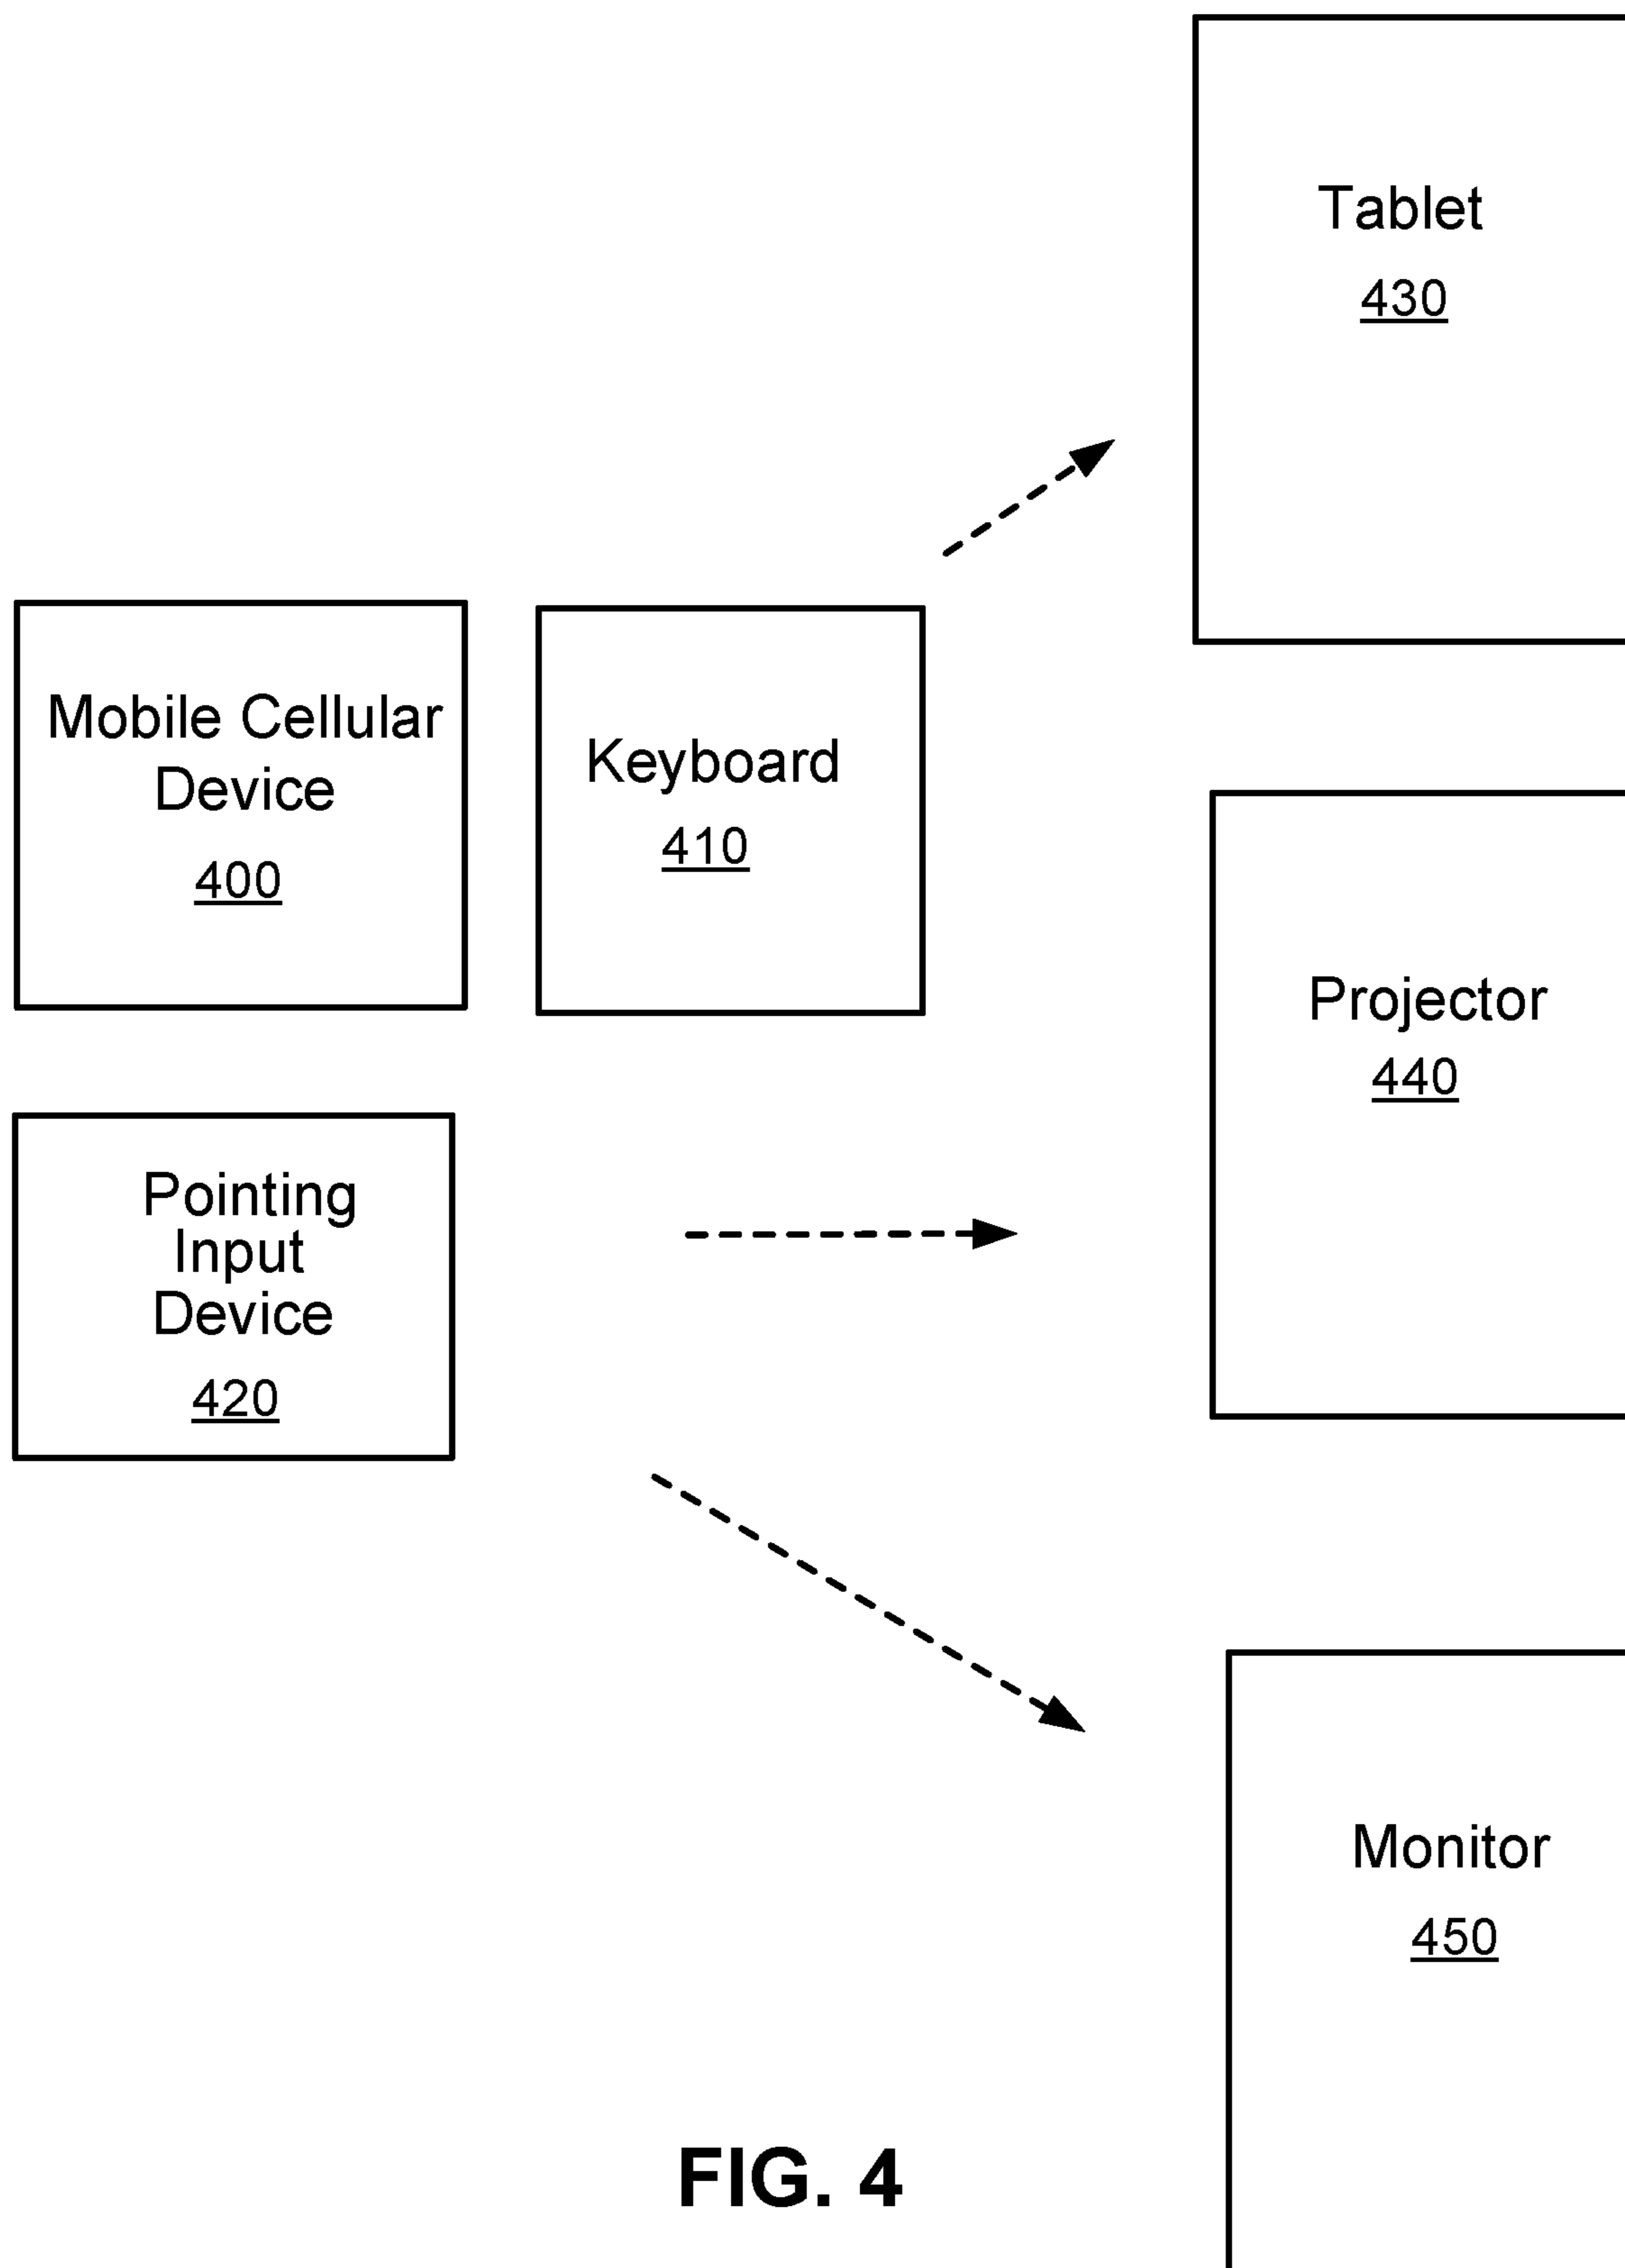 Tablet
430
Mobile Cellular
Device
400
Keyboard
410
Projector
440
Pointing
Input
Device
420
Monitor
450
FIG. 4